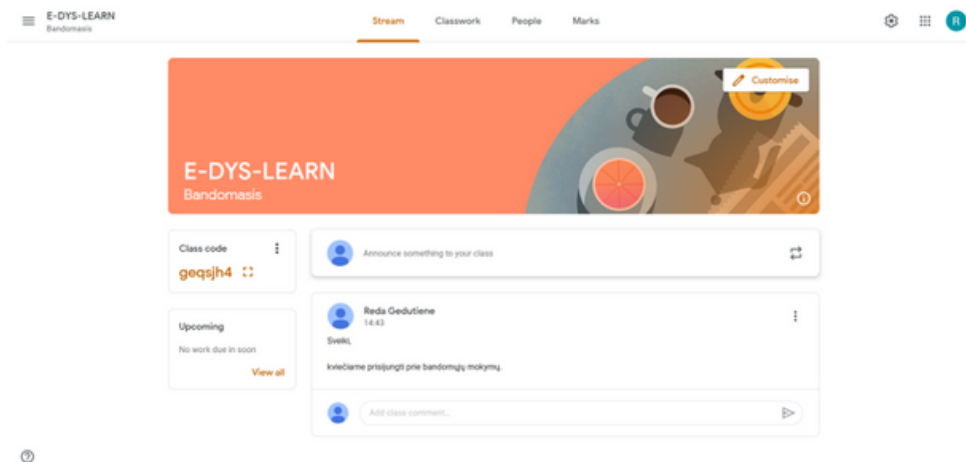 E-DYS-LEARN
Bandomasis
Stream Classwork People Marks
R
Customise
E-DYS-LEARN
Bandomasis
Class code
geqsjh4
Announce something to your class
Upcoming
No work due in soon
View all
Reda Gedutiene
14:43
Sveiki,
kviečiame prisijungti prie bandomųjų mokymų.
Add class comment...